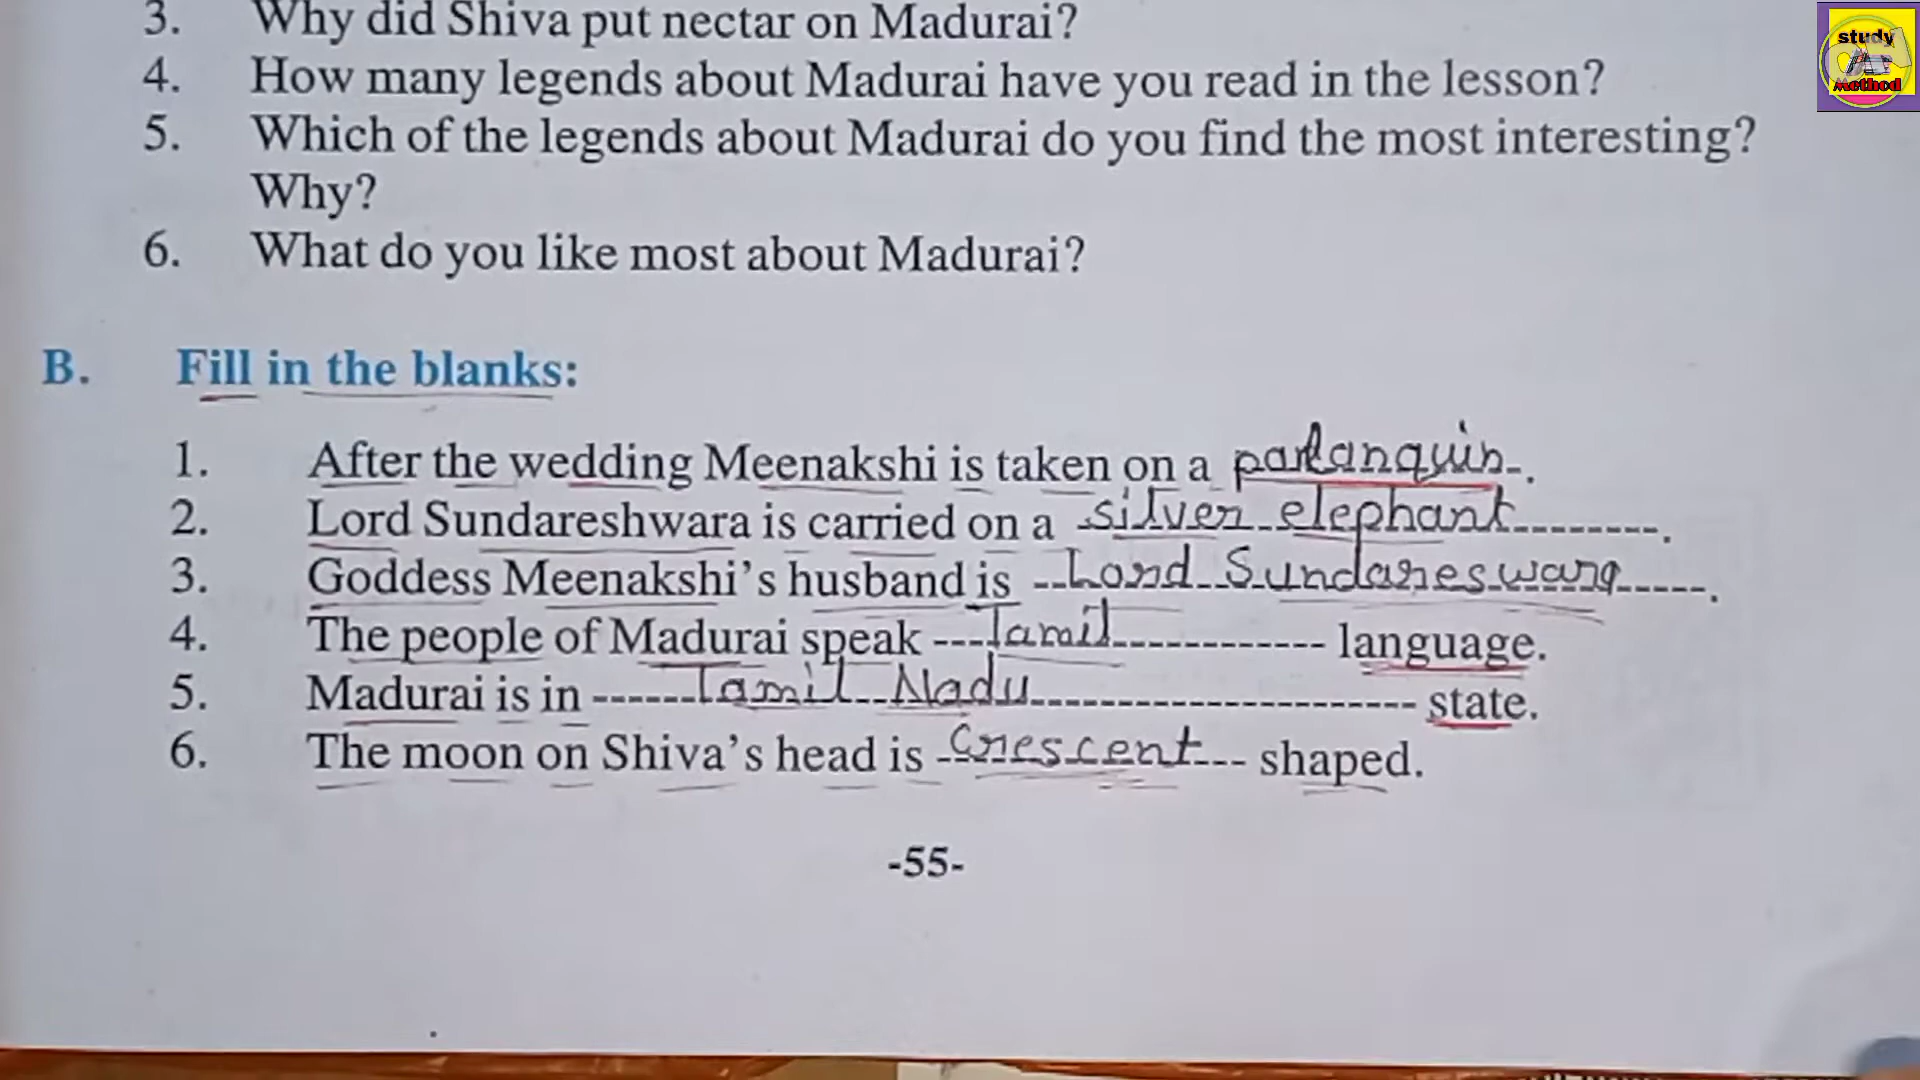 3. Why did Shiva put nectar on Madurai?
4. How many legends about Madurai have you read in the lesson?
5. Which of the legends about Madurai do you find the most interesting?
Why?
6. What do you like most about Madurai?
B. Fill in the blanks:
1. After the wedding Meenakshi is taken on a palanquin.
2. Lord Sundareshwara is carried on a silver elephant.
3. Goddess Meenakshi's husband is Lord Sundareswara.
4. The people of Madurai speak Tamil language.
5. Madurai is in Tamil Nadu state.
6. The moon on Shiva's head is Crescent shaped.
-55-
study
Method